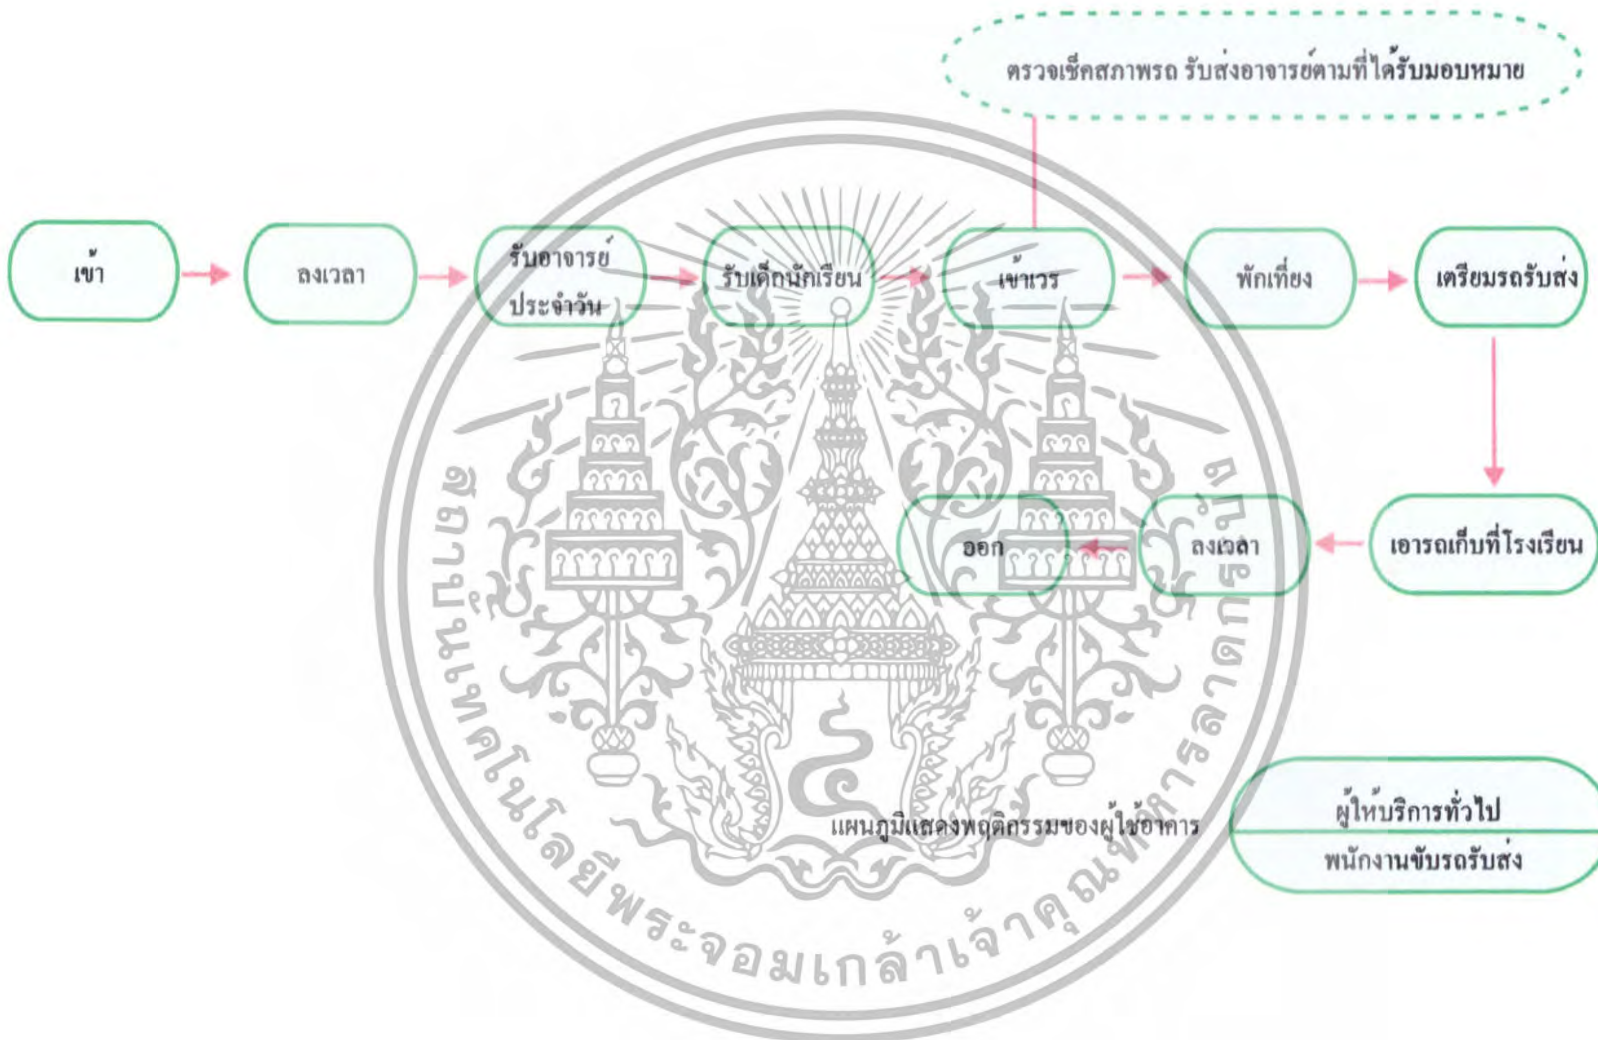 ตรวจเช็คสภาพรถ รับส่งอาจารย์ตามที่ได้รับมอบหมาย
เข้า
ลงเวลา
รับอาจารย์
ประจำวัน
รับเด็กนักเรียน
เข้าเวร
พักเที่ยง
เตรียมรถรับส่ง
ออก
ลงเวลา
เอารถเก็บที่โรงเรียน
แผนภูมิแสดงพฤติกรรมของผู้ใช้อาคาร
ผู้ให้บริการทั่วไป
พนักงานขับรถรับส่ง
สถาบันเทคโนโลยีพระจอมเกล้าเจ้าคุณทหารลาดกระบัง